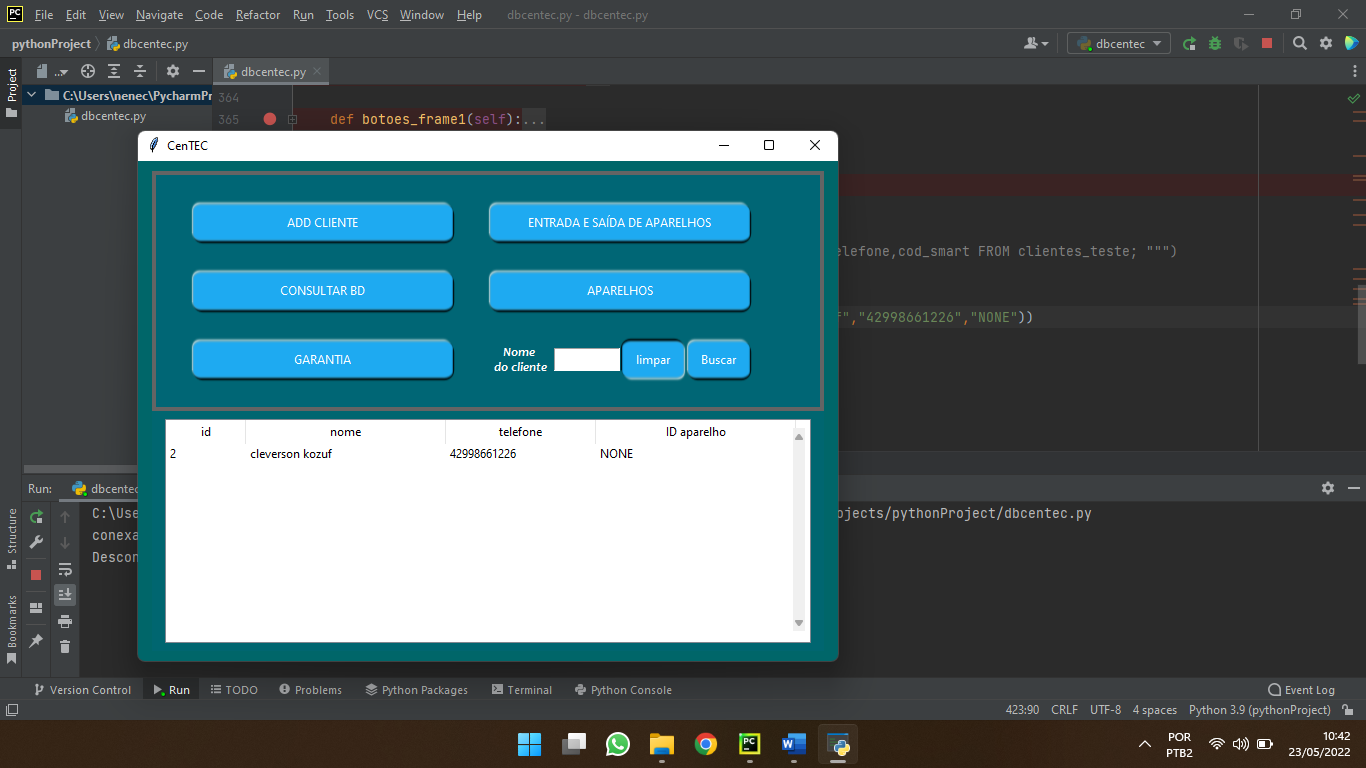 PC File Edit View Navigate Code Refactor Run Tools VCS Window Help dbcentec.py - dbcentec.py
pythonProject dbcentec.py dbcentec
Project ... dbcentec.py
C:\Users\nenec\PycharmPr 364
dbcentec.py 365 def botoes_frame1(self):...
CenTEC
ADD CLIENTE ENTRADA E SAÍDA DE APARELHOS
elefone,cod_smart FROM clientes_teste; """)
CONSULTAR BD APARELHOS
","42998661226","NONE"))
Nome
GARANTIA do cliente limpar Buscar
id nome telefone ID aparelho
2 cleverson kozuf 42998661226 NONE
Run: dbcentec
C:\Use ojects/pythonProject/dbcentec.py
conexa
Descon
Structure
Bookmarks
Version Control Run TODO Problems Python Packages Terminal Python Console Event Log
423:90 CRLF UTF-8 4 spaces Python 3.9 (pythonProject)
PC W POR 10:42
PTB2 23/05/2022